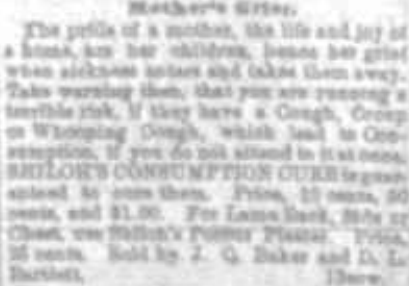 Mother's Grief.
The pride of a mother, the life and joy of
a home, are her children, hence her grief
when sickness enters and takes them away.
Take warning then, that you are running a
terrible risk, if they have a Cough, Croup
or Whooping Cough, which lead to Con-
sumption, if you do not attend to it at once.
SHILOH'S CONSUMPTION CURE is guar-
anteed to cure them. Price, 10 cents, 50
cents, and $1.00. For Lame Back, Side or
Chest, use Shiloh's Porous Plaster. Price,
25 cents. Sold by J. Q. Baker and D. L.
Bartlett.